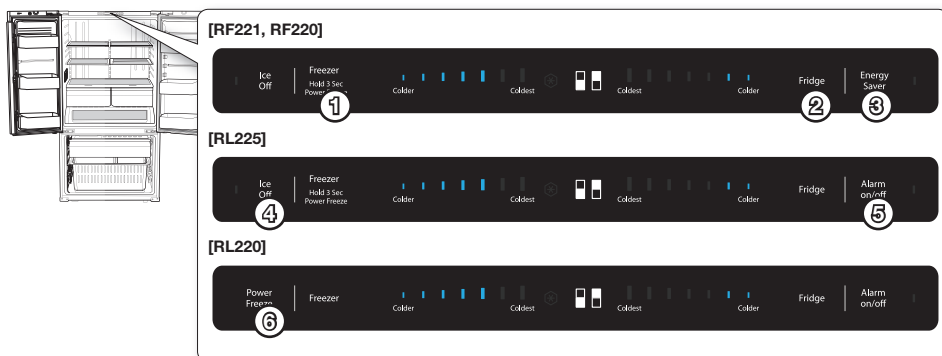 [RF221, RF220]
Ice
Off
Freezer
Hold 3 Sec
Power
1
Colder
Coldest
Coldest
Colder
Fridge
2
Energy
Saver
3
[RL225]
Ice
Off
4
Freezer
Hold 3 Sec
Power Freeze
Colder
Coldest
Coldest
Colder
Fridge
Alarm
on/off
5
[RL220]
Power
Freeze
6
Freezer
Colder
Coldest
Coldest
Colder
Fridge
Alarm
on/off